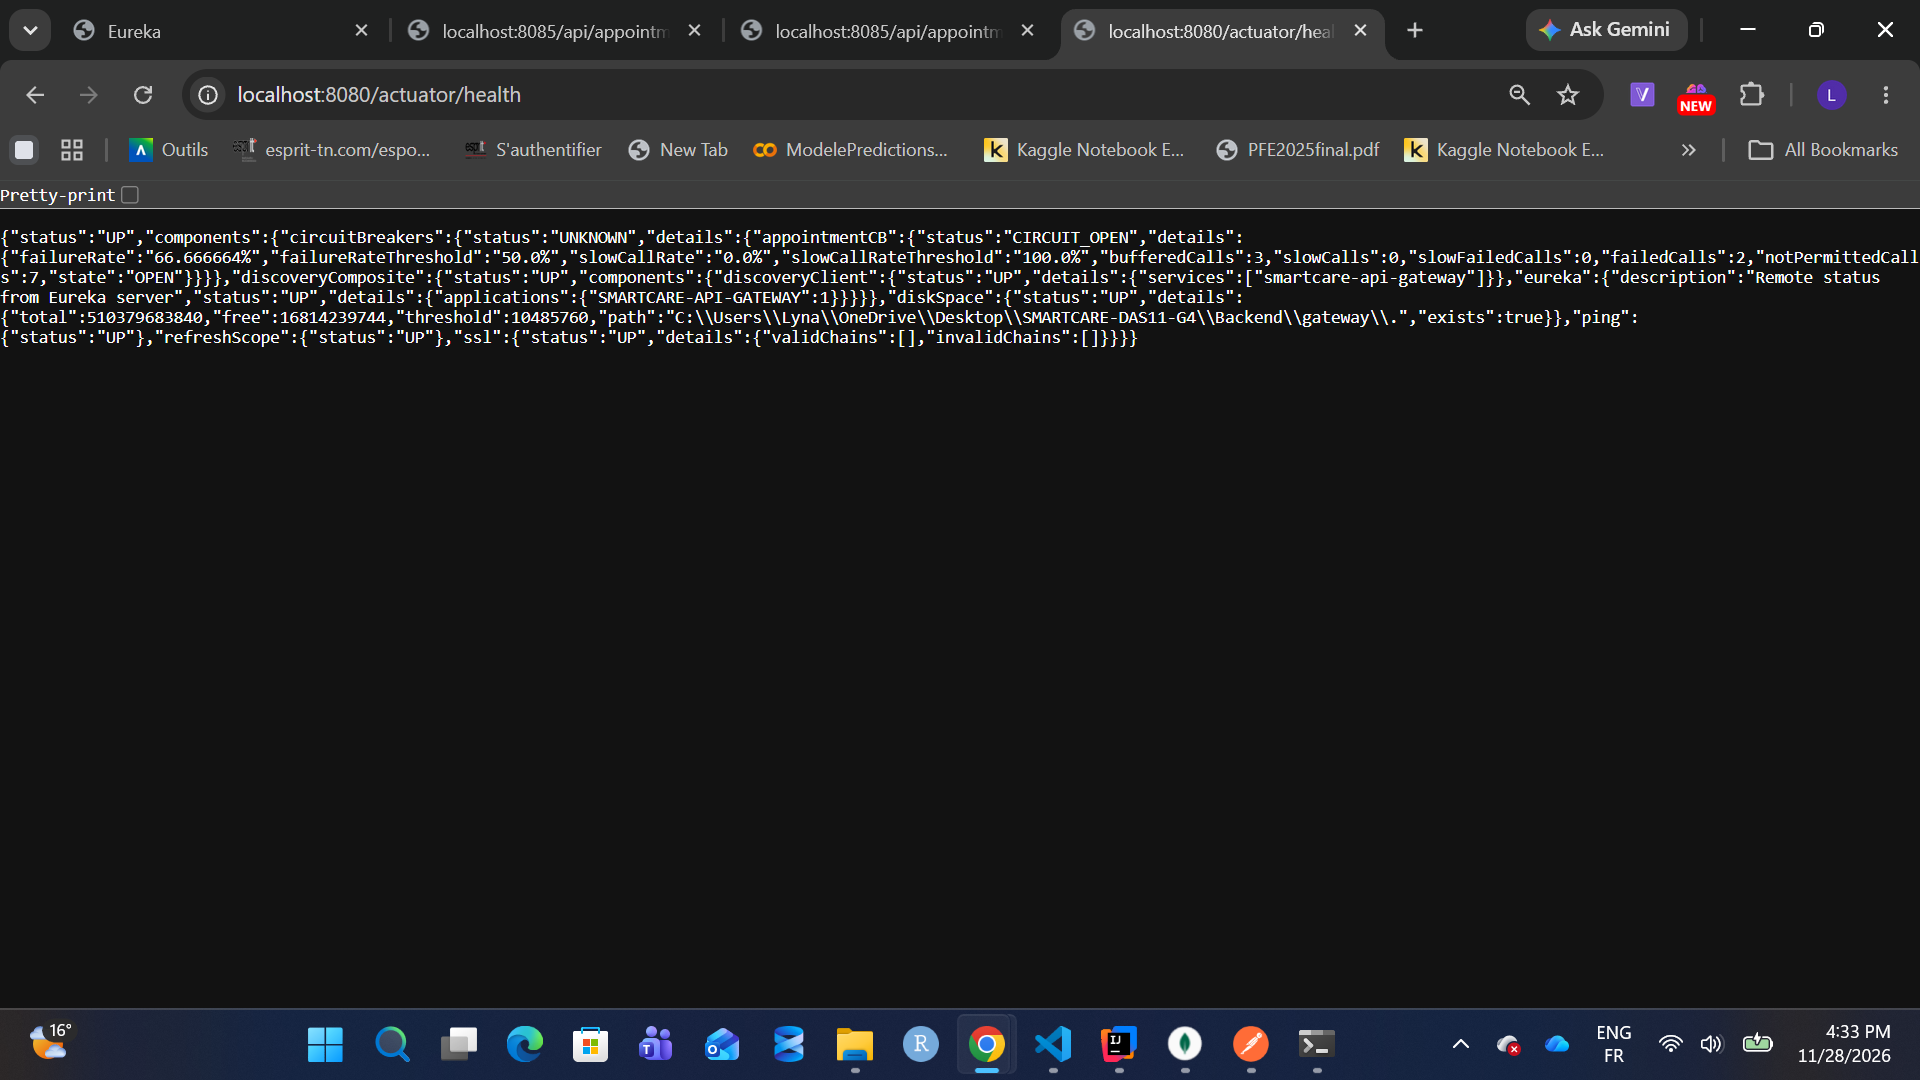 Eureka
localhost:8085/api/appointm
localhost:8085/api/appointm
localhost:8080/actuator/heal
Ask Gemini
localhost:8080/actuator/health
V
NEW
L
Outils
esprit-tn.com/espo...
S'authentifier
New Tab
ModelePredictions...
Kaggle Notebook E...
PFE2025final.pdf
Kaggle Notebook E...
All Bookmarks
Pretty-print
{"status":"UP","components":{"circuitBreakers":{"status":"UNKNOWN","details":{"appointmentCB":{"status":"CIRCUIT_OPEN","details":
{"failureRate":"66.666664%","failureRateThreshold":"50.0%","slowCallRate":"0.0%","slowCallRateThreshold":"100.0%","bufferedCalls":3,"slowCalls":0,"slowFailedCalls":0,"failedCalls":2,"notPermittedCall
s":7,"state":"OPEN"}}}},"discoveryComposite":{"status":"UP","components":{"discoveryClient":{"status":"UP","details":{"services":["smartcare-api-gateway"]}},"eureka":{"description":"Remote status
from Eureka server","status":"UP","details":{"applications":{"SMARTCARE-API-GATEWAY":1}}}}},"diskSpace":{"status":"UP","details":
{"total":510379683840,"free":16814239744,"threshold":10485760,"path":"C:\\Users\\Lyna\\OneDrive\\Desktop\\SMARTCARE-DAS11-G4\\Backend\\gateway\\.","exists":true}},"ping":
{"status":"UP"},"refreshScope":{"status":"UP"},"ssl":{"status":"UP","details":{"validChains":[],"invalidChains":[]}}}}
16°
R
ENG
FR
4:33 PM
11/28/2026